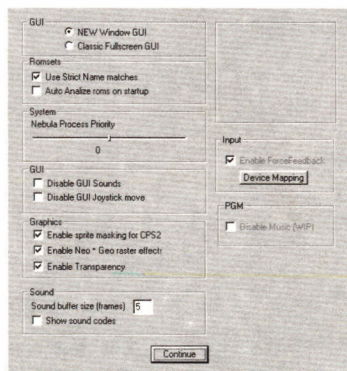 GUI
NEW Window GUI
Classic Fullscreen GUI
Romsets
Use Strict Name matches
Auto Analize roms on startup
System
Nebula Process Priority
0
GUI
Disable GUI Sounds
Disable GUI Joystick move
Graphics
Enable sprite masking for CPS2
Enable Neo * Geo raster effectr
Enable Transparency
Sound
Sound buffer size (frames) 5
Show sound codes
Input
Enable ForceFeedback
Device Mapping
PGM
Disable Music (WIP)
Continue